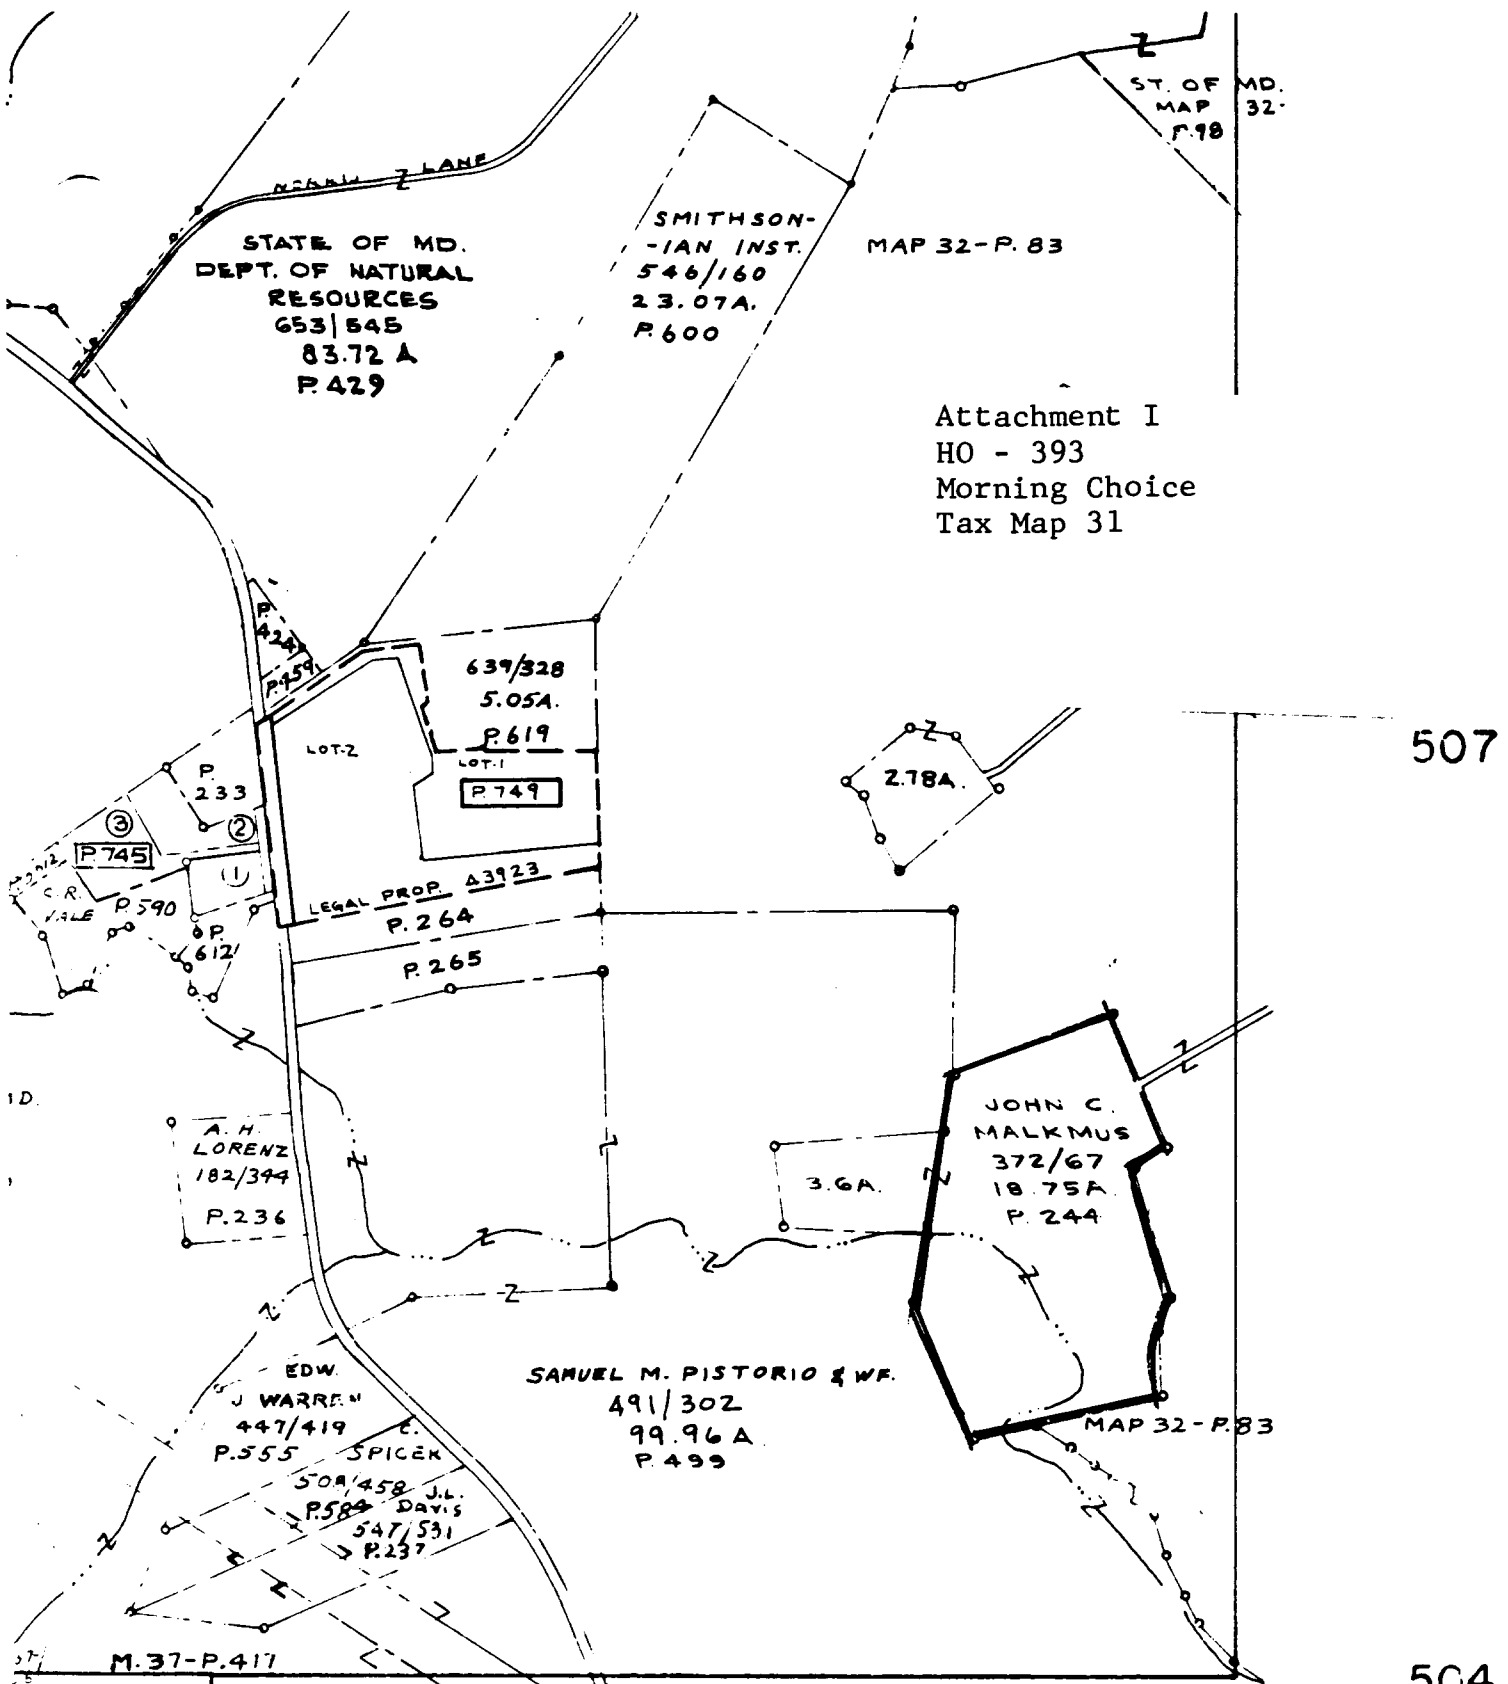 LANE
ST. OF MD.
MAP 32-
P.98
STATE OF MD.
DEPT. OF NATURAL
RESOURCES
653/545
83.72 A
P. 429
SMITHSON-
-IAN INST.
546/160
23.07A.
P. 600
MAP 32-P. 83
Attachment I
HO - 393
Morning Choice
Tax Map 31
P.
424
P.459
639/328
5.05A.
P. 619
LOT-2
LOT-1
P. 749
507
2.78A.
P.
233
3
2
P. 745
1
VALE
P. 590
P.
612
LEGAL PROP. Δ3923
P. 264
P. 265
A. H.
LORENZ
182/394
P. 236
3.6A.
JOHN C.
MALKMUS
372/67
18.75A.
P. 244
EDW.
J WARREN
447/419
P.555
C.
SPICER
508/458
P.584
J.L.
DAVIS
547/531
P.237
SAMUEL M. PISTORIO & WF.
491/302
99.96 A
P. 499
MAP 32-P. 83
M. 37-P. 417
504